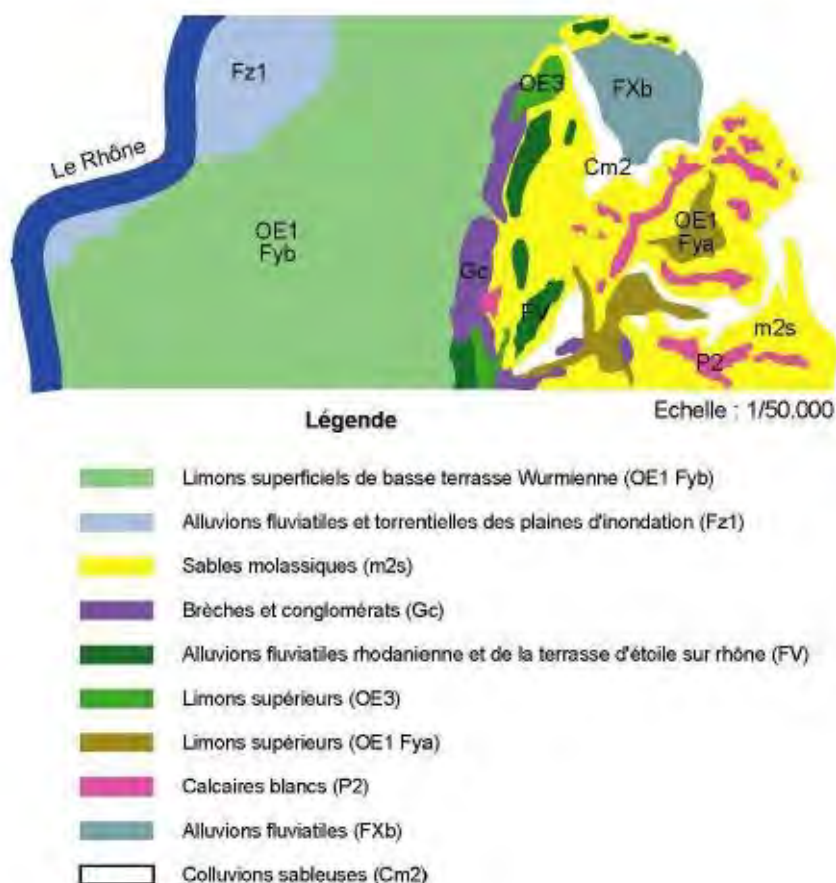 Fz1
OE3
FXb
Le Rhône
Cm2
OE1
Fyb
OE1
Fya
Gc
FV
m2s
P2
Légende
Echelle : 1/50.000
Limons superficiels de basse terrasse Wurmienne (OE1 Fyb)
Alluvions fluviatiles et torrentielles des plaines d'inondation (Fz1)
Sables molassiques (m2s)
Brèches et conglomérats (Gc)
Alluvions fluviatiles rhodanienne et de la terrasse d'étoile sur rhône (FV)
Limons supérieurs (OE3)
Limons supérieurs (OE1 Fya)
Calcaires blancs (P2)
Alluvions fluviatiles (FXb)
Colluvions sableuses (Cm2)